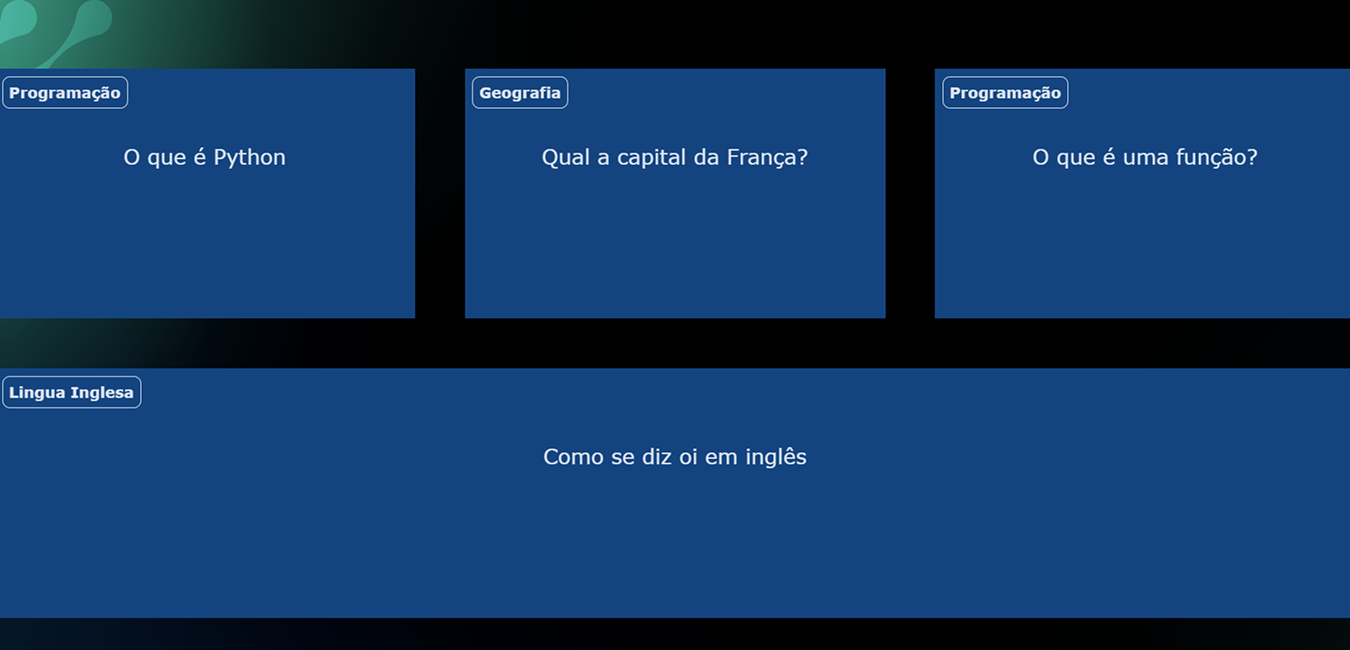 Programação
O que é Python
Geografia
Qual a capital da França?
Programação
O que é uma função?
Lingua Inglesa
Como se diz oi em inglês